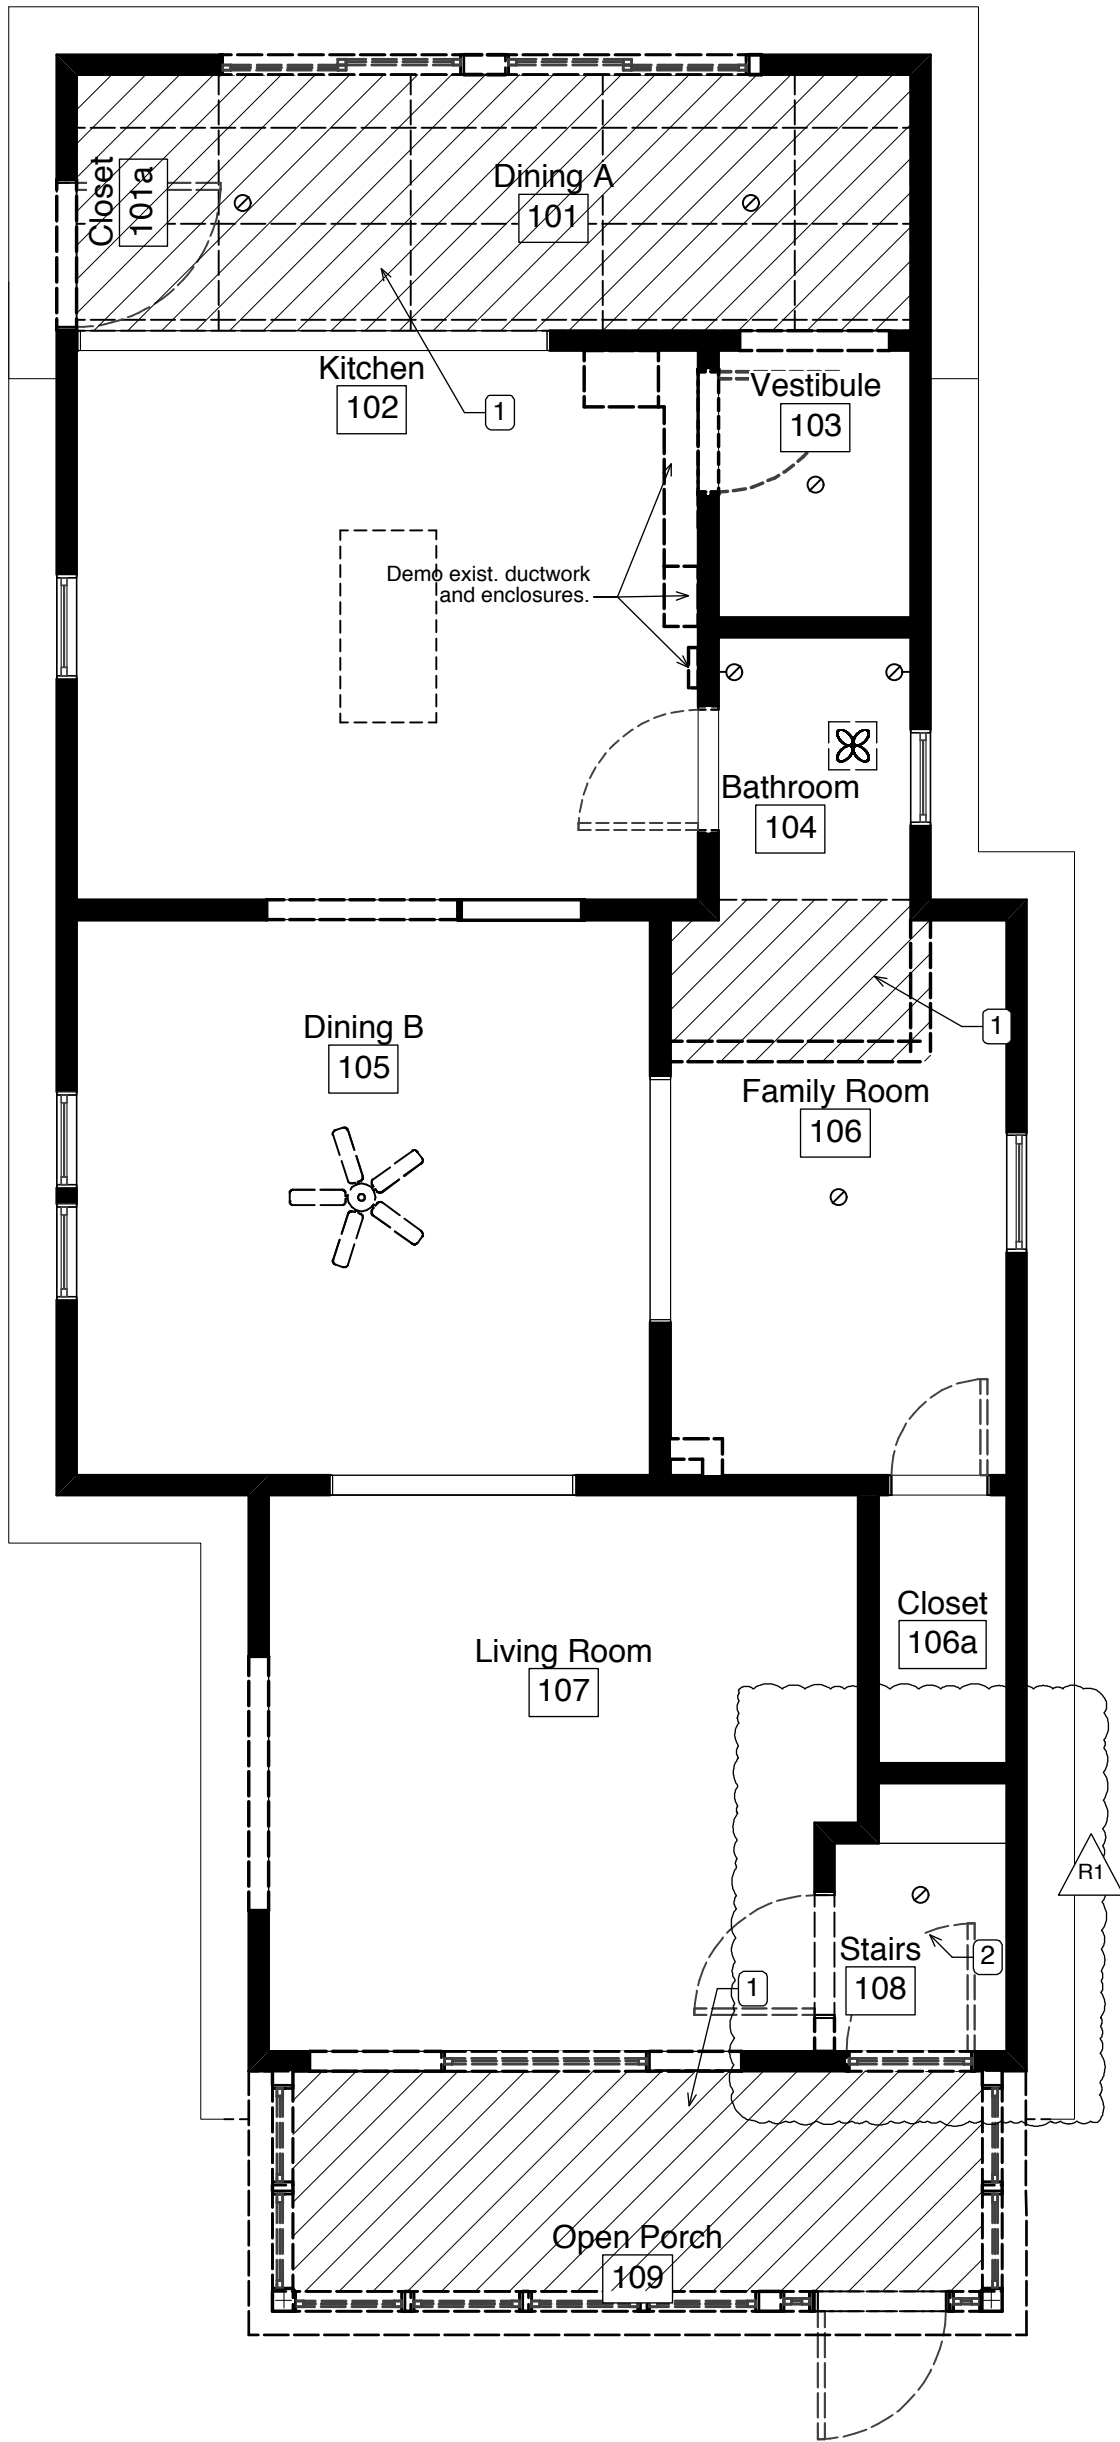 Closet
101a
Dining A
101
Kitchen
102
1
Vestibule
103
Demo exist. ductwork
and enclosures.
Bathroom
104
Dining B
105
1
Family Room
106
Closet
106a
Living Room
107
R1
Stairs
108
2
1
Open Porch
109